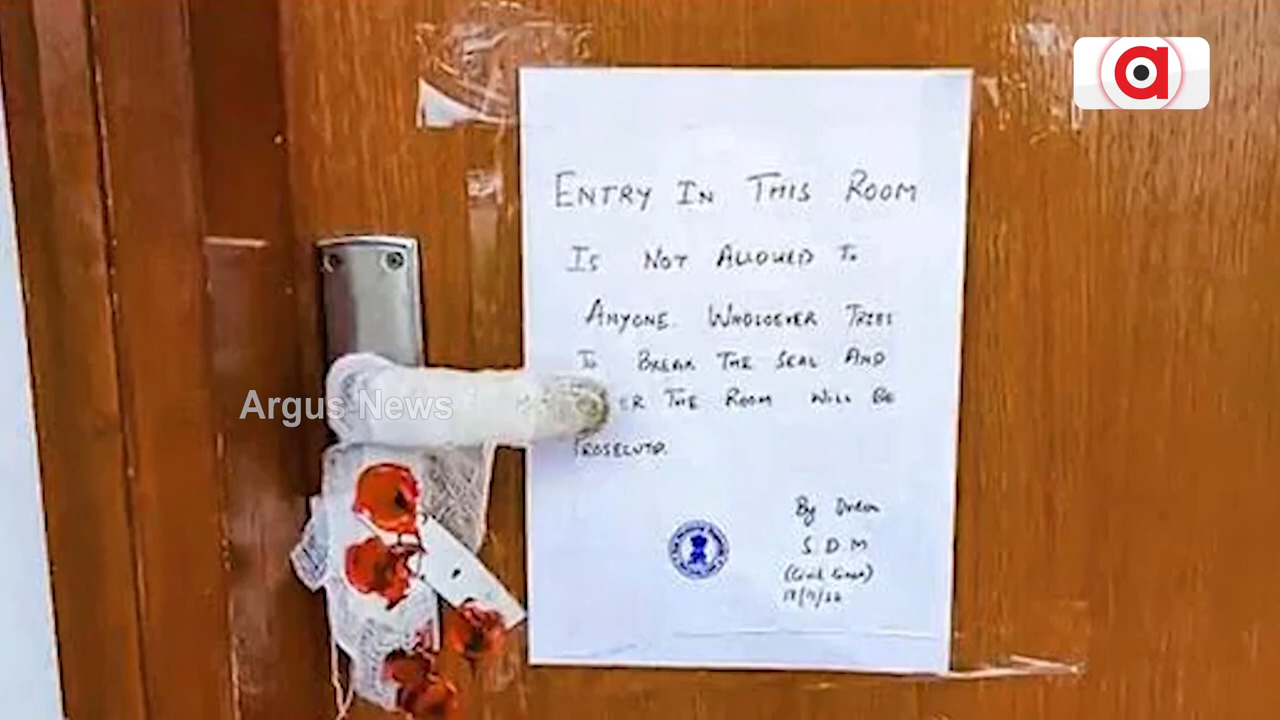 a
ENTRY IN THIS ROOM
IS NOT ALLOWED TO
ANYONE. WHOSOEVER TRIES
TO BREAK THE SEAL AND
ER THE ROOM WILL BE
Argus News
By Order
S.D.M
(Civil Lines)